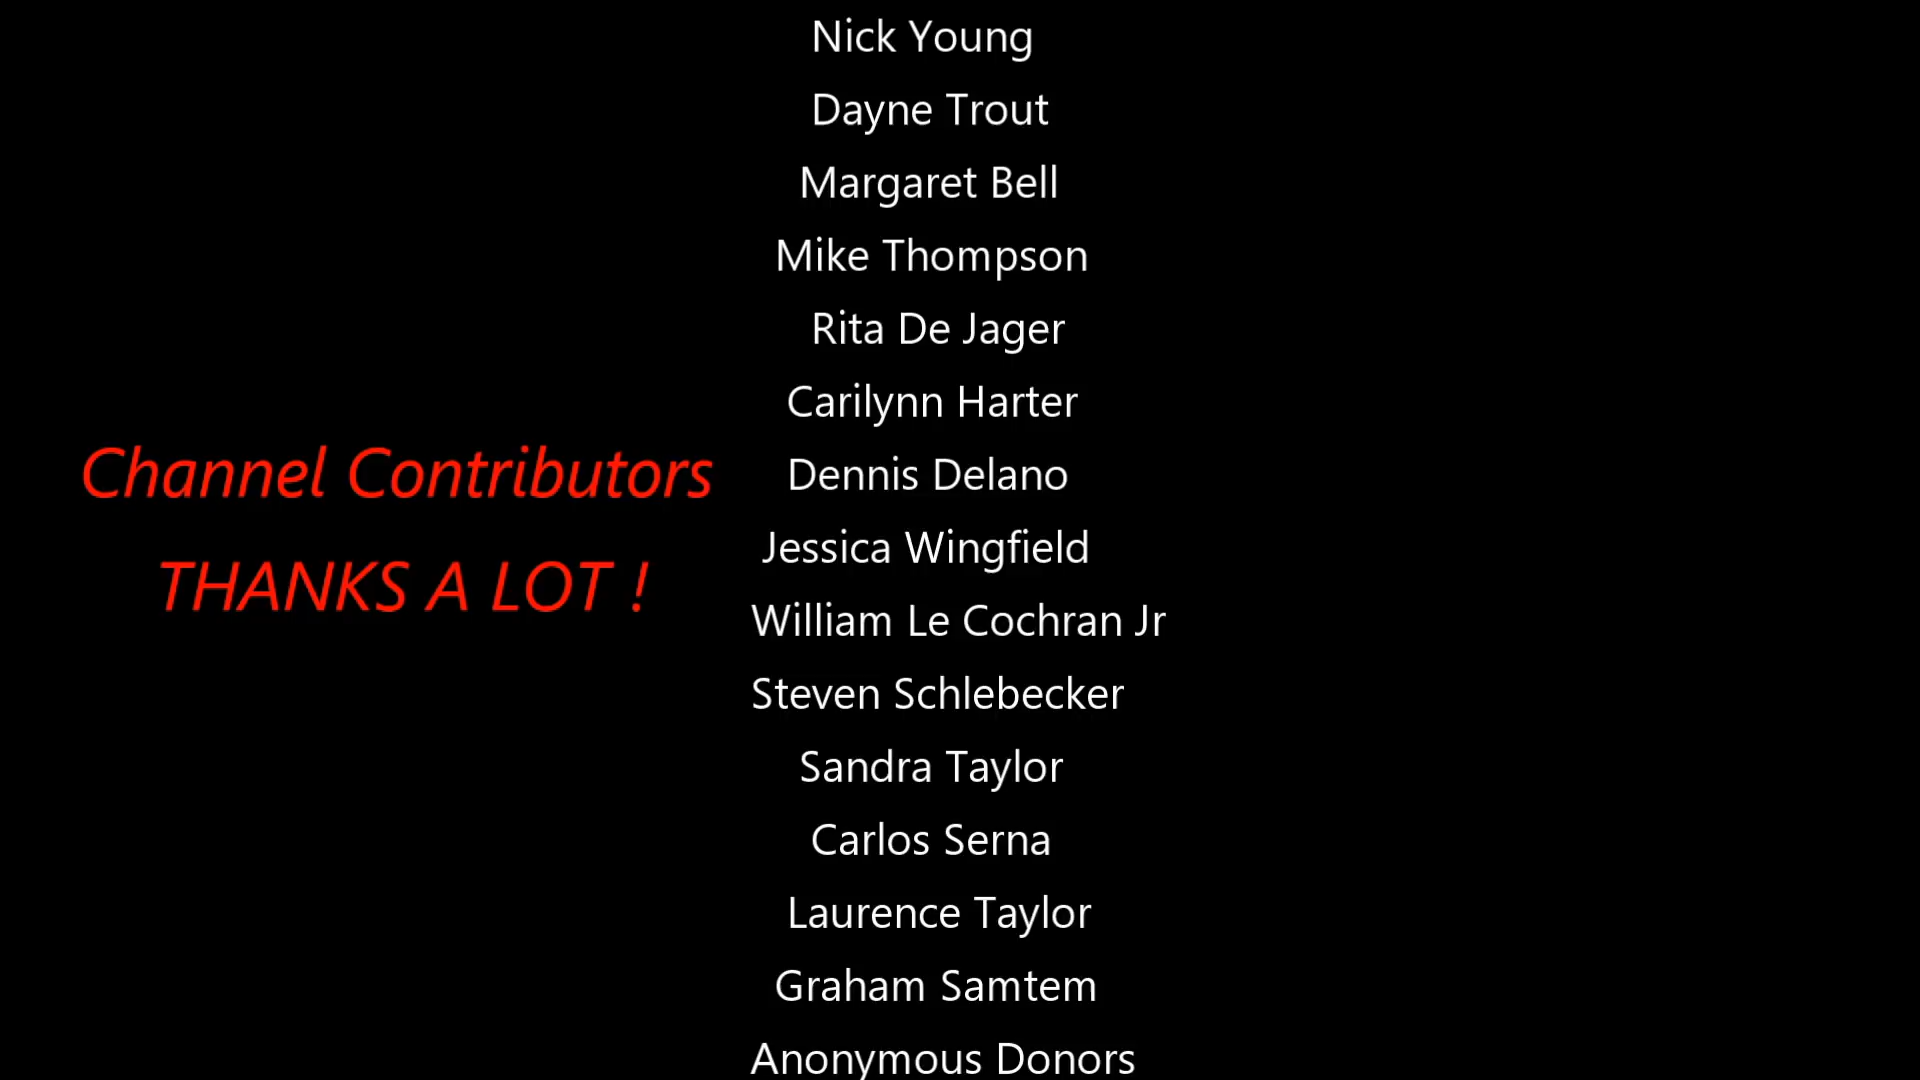 Channel Contributors
THANKS A LOT !
Nick Young
Dayne Trout
Margaret Bell
Mike Thompson
Rita De Jager
Carilynn Harter
Dennis Delano
Jessica Wingfield
William Le Cochran Jr
Steven Schlebecker
Sandra Taylor
Carlos Serna
Laurence Taylor
Graham Samtem
Anonymous Donors